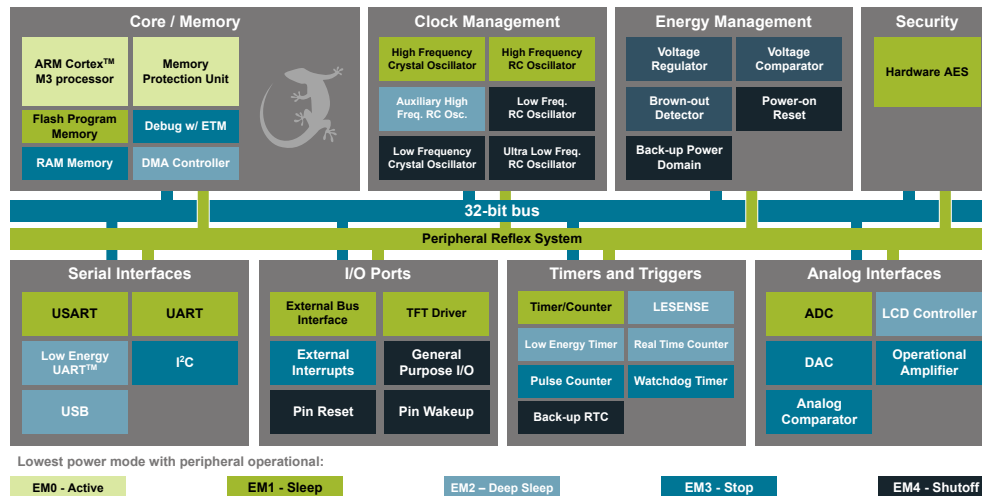 Core / Memory
ARM Cortex™
M3 processor
Memory
Protection Unit
Flash Program
Memory
Debug w/ ETM
RAM Memory
DMA Controller
Clock Management
High Frequency
Crystal Oscillator
High Frequency
RC Oscillator
Auxiliary High
Freq. RC Osc.
Low Freq.
RC Oscillator
Low Frequency
Crystal Oscillator
Ultra Low Freq.
RC Oscillator
Energy Management
Voltage
Regulator
Voltage
Comparator
Brown-out
Detector
Power-on
Reset
Back-up Power
Domain
Security
Hardware AES
32-bit bus
Peripheral Reflex System
Serial Interfaces
USART
UART
Low Energy
UART™
I²C
USB
I/O Ports
External Bus
Interface
TFT Driver
External
Interrupts
General
Purpose I/O
Pin Reset
Pin Wakeup
Timers and Triggers
Timer/Counter
LESENSE
Low Energy Timer
Real Time Counter
Pulse Counter
Watchdog Timer
Back-up RTC
Analog Interfaces
ADC
LCD Controller
DAC
Operational
Amplifier
Analog
Comparator
Lowest power mode with peripheral operational:
EM0 - Active
EM1 - Sleep
EM2 – Deep Sleep
EM3 - Stop
EM4 - Shutoff